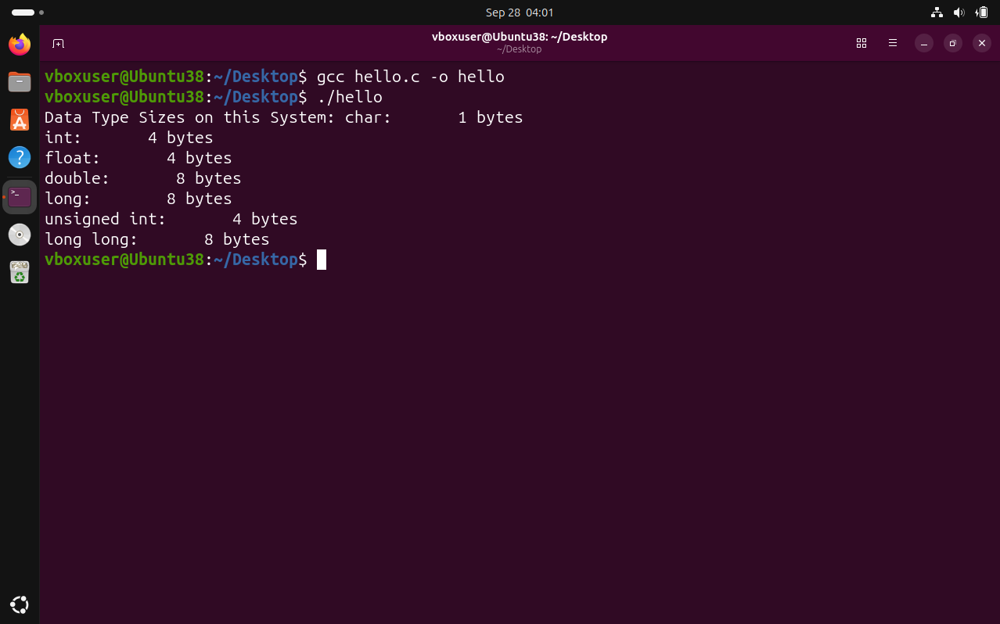 Sep 28 04:01
vboxuser@Ubuntu38: ~/Desktop
~/Desktop
vboxuser@Ubuntu38:~/Desktop$ gcc hello.c -o hello
vboxuser@Ubuntu38:~/Desktop$ ./hello
Data Type Sizes on this System: char:       1 bytes
int:       4 bytes
float:       4 bytes
double:       8 bytes
long:        8 bytes
unsigned int:       4 bytes
long long:       8 bytes
vboxuser@Ubuntu38:~/Desktop$